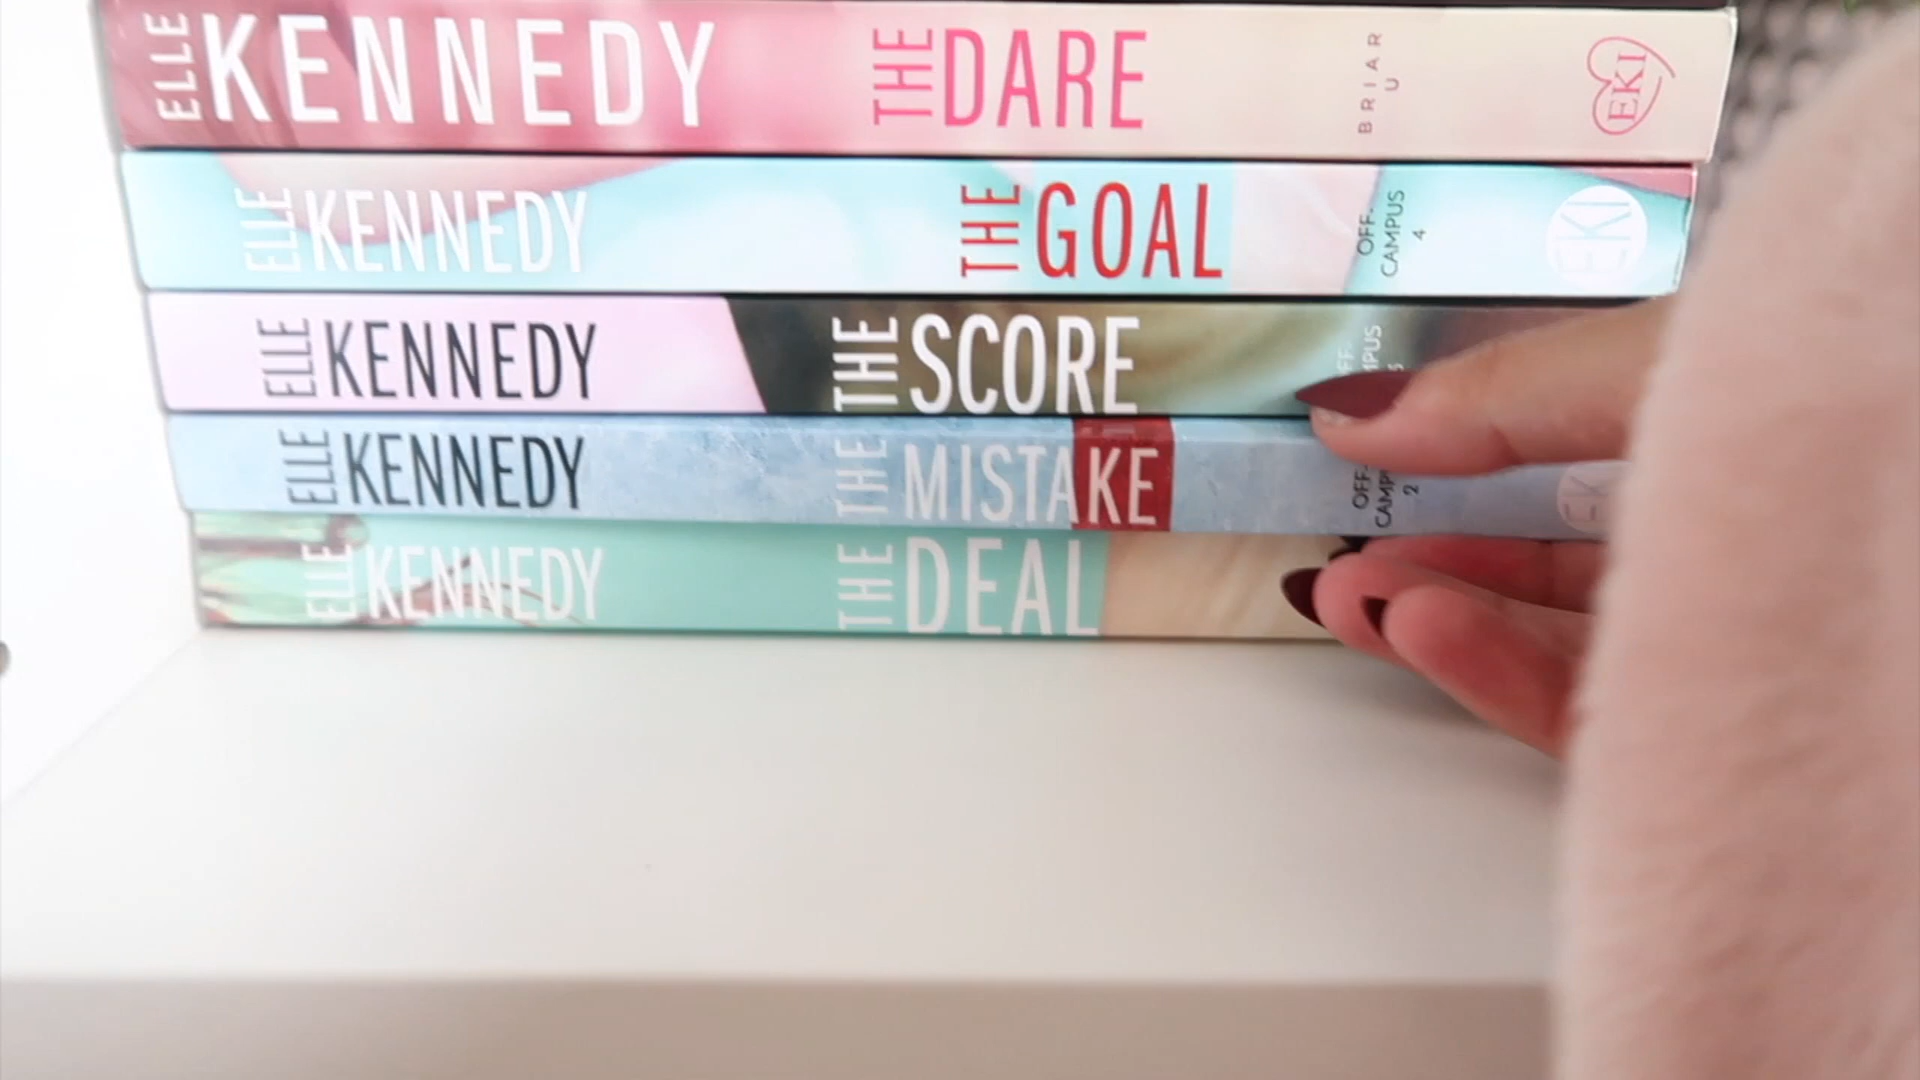 ELLE KENNEDY THE DARE BRIAR U EKI
ELLE KENNEDY THE GOAL OFF-CAMPUS 4 EKI
ELLE KENNEDY THE SCORE
ELLE KENNEDY THE MISTAKE OFF- 2
ELLE KENNEDY THE DEAL